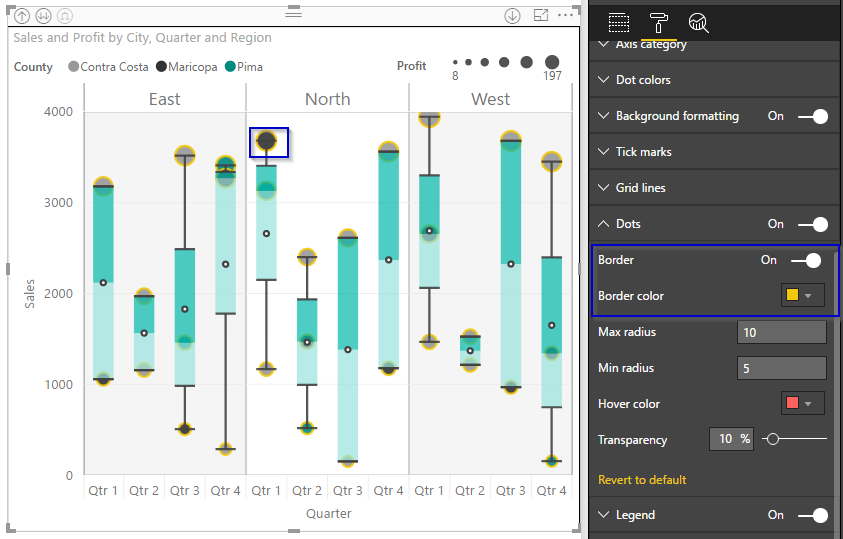 Sales and Profit by City, Quarter and Region
County Contra Costa Maricopa Pima Profit
8 197
East North West
4000
3000
2000
1000
0
Sales
Qtr 1 Qtr 2 Qtr 3 Qtr 4 Qtr 1 Qtr 2 Qtr 3 Qtr 4 Qtr 1 Qtr 2 Qtr 3 Qtr 4
Quarter
Axis category
Dot colors
Background formatting On
Tick marks
Grid lines
Dots On
Border On
Border color
Max radius 10
Min radius 5
Hover color
Transparency 10 %
Revert to default
Legend On